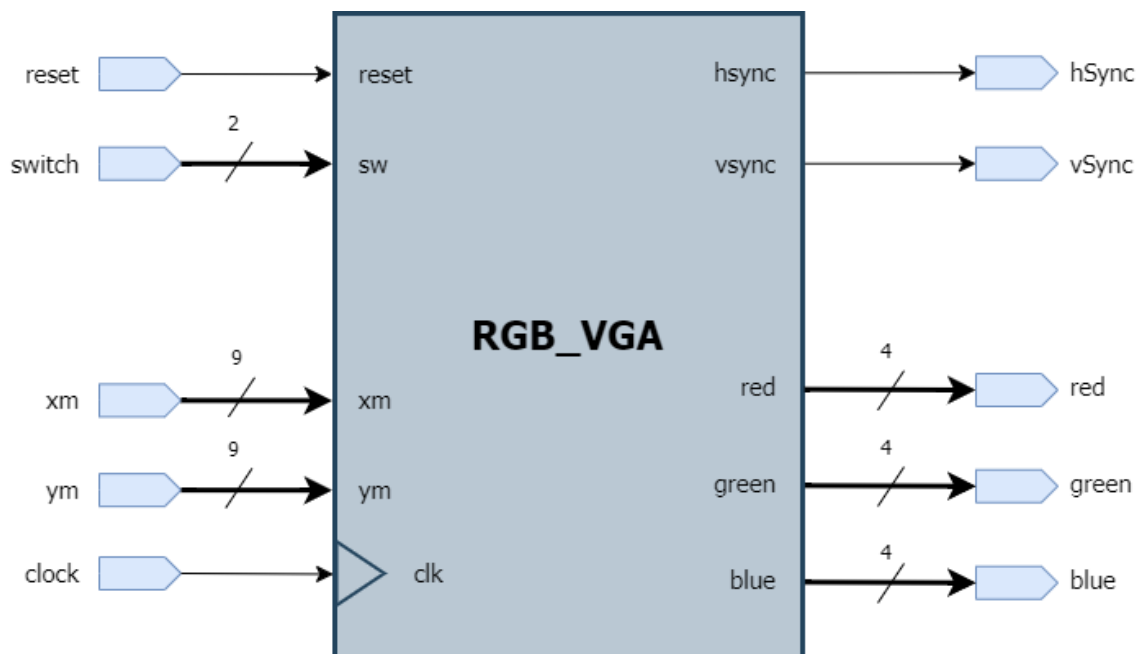 reset reset hsync hSync
2
switch sw vsync vSync
RGB_VGA
9 4
xm xm red red
9 4
ym ym green green
4
clock clk blue blue